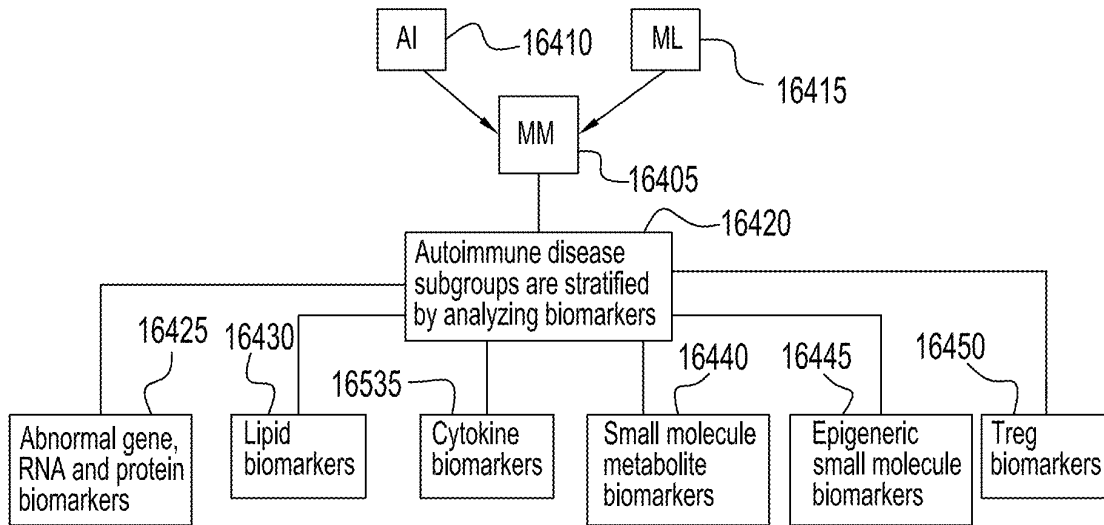 AI
16410
ML
16415
MM
16405
16420
Autoimmune disease
subgroups are stratified
by analyzing biomarkers
16425
16430
16535
16440
16445
16450
Abnormal gene,
RNA and protein
biomarkers
Lipid
biomarkers
Cytokine
biomarkers
Small molecule
metabolite
biomarkers
Epigeneric
small molecule
biomarkers
Treg
biomarkers